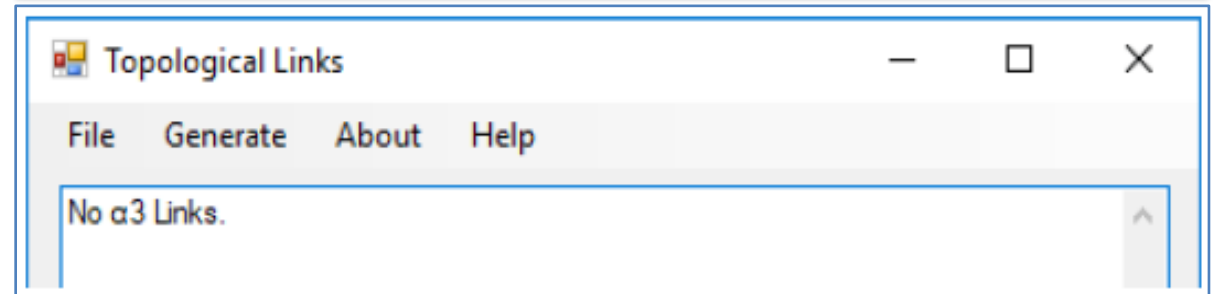 Topological Links
File Generate About Help
No α3 Links.